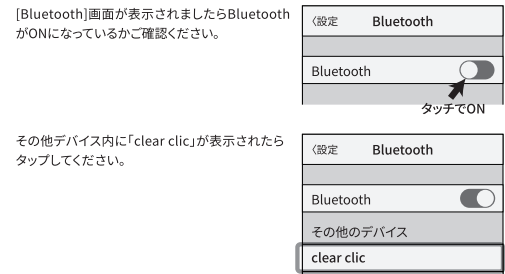 [Bluetooth]画面が表示されましたらBluetooth
がONになっているかご確認ください。
〈設定 Bluetooth
Bluetooth
タッチでON
その他デバイス内に「clear clic」が表示されたら
タップしてください。
〈設定 Bluetooth
Bluetooth
その他のデバイス
clear clic